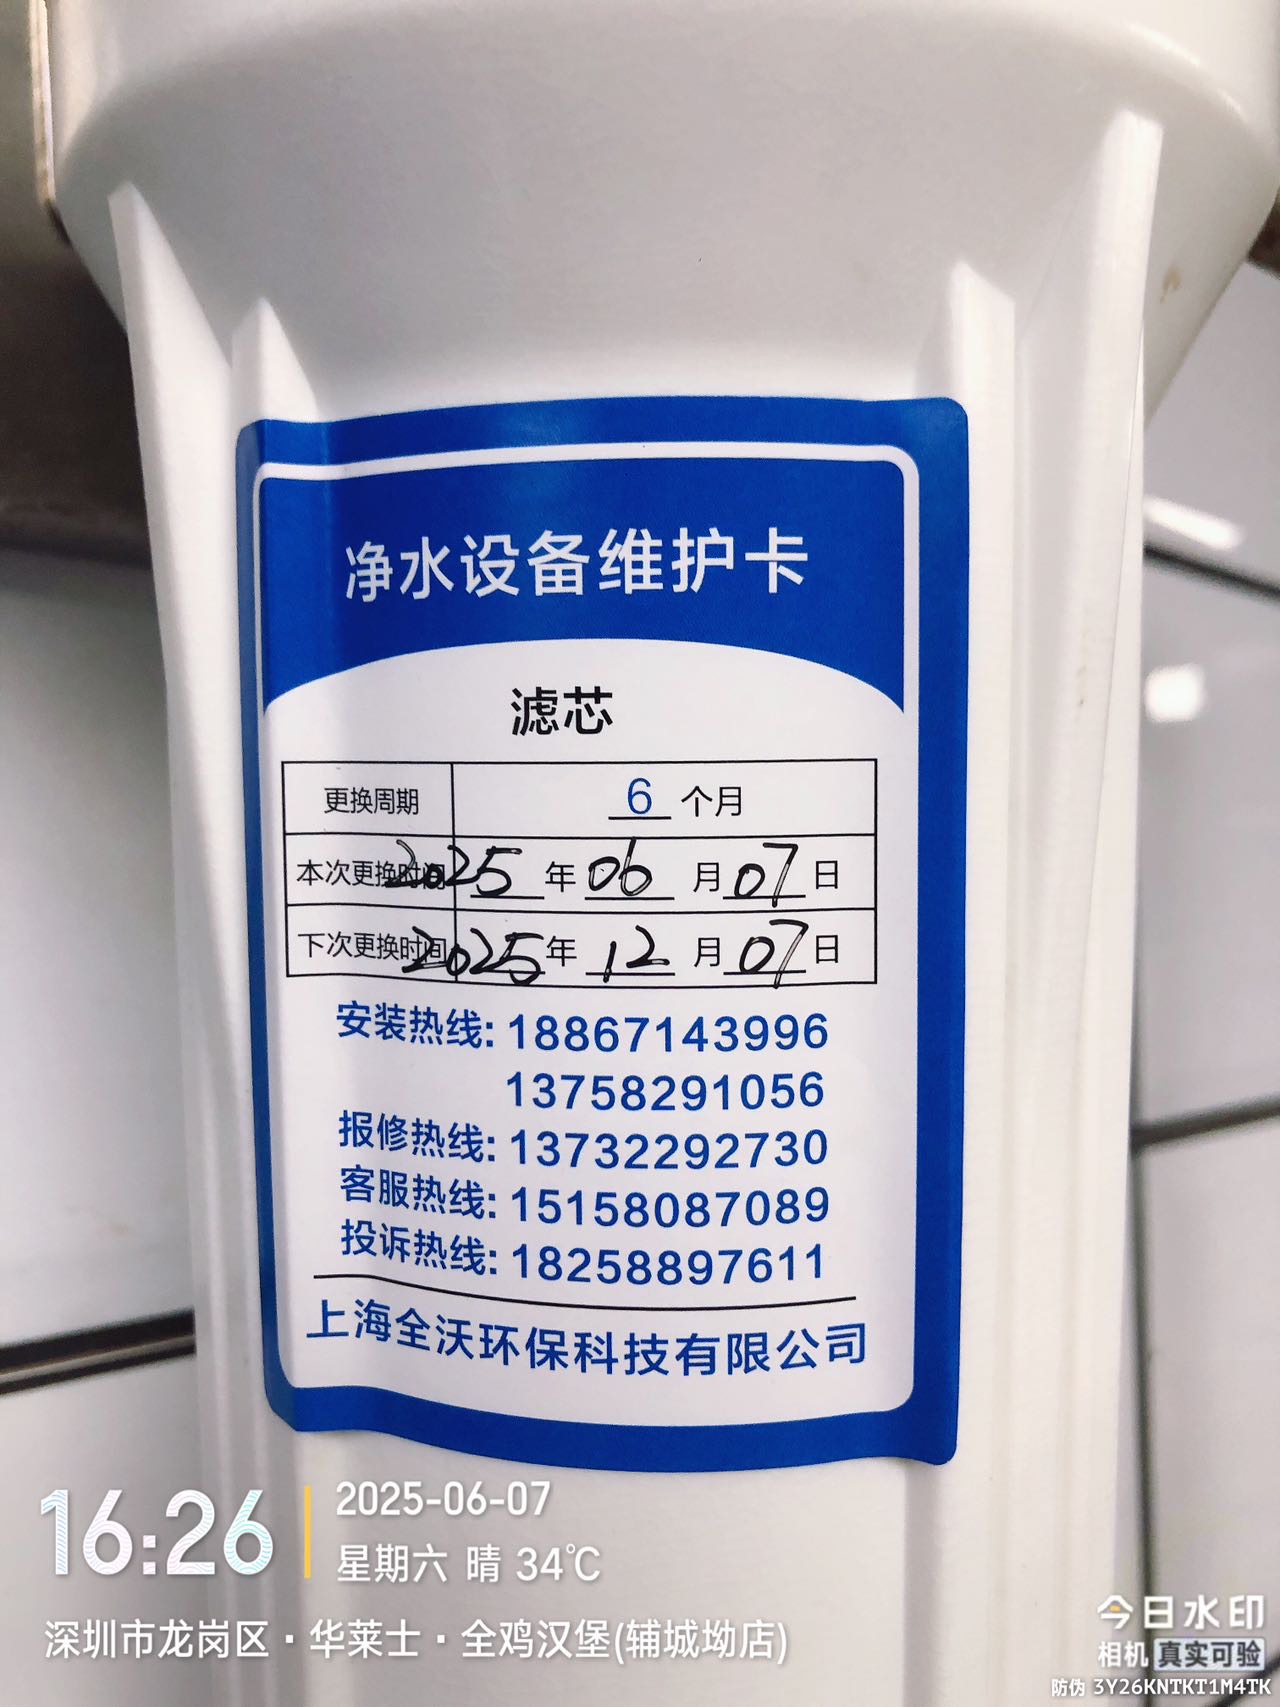 净水设备维护卡
滤芯
更换周期 6 个月
本次更换时间 2025 年 06 月 07 日
下次更换时间 2025 年 12 月 07 日
安装热线: 18867143996
13758291056
报修热线: 13732292730
客服热线: 15158087089
投诉热线: 18258897611
上海全沃环保科技有限公司
16:26
2025-06-07
星期六 晴 34℃
深圳市龙岗区·华莱士·全鸡汉堡(辅城坳店)
今日水印
相机 真实可验
防伪 3Y26KNTKT1M4TK